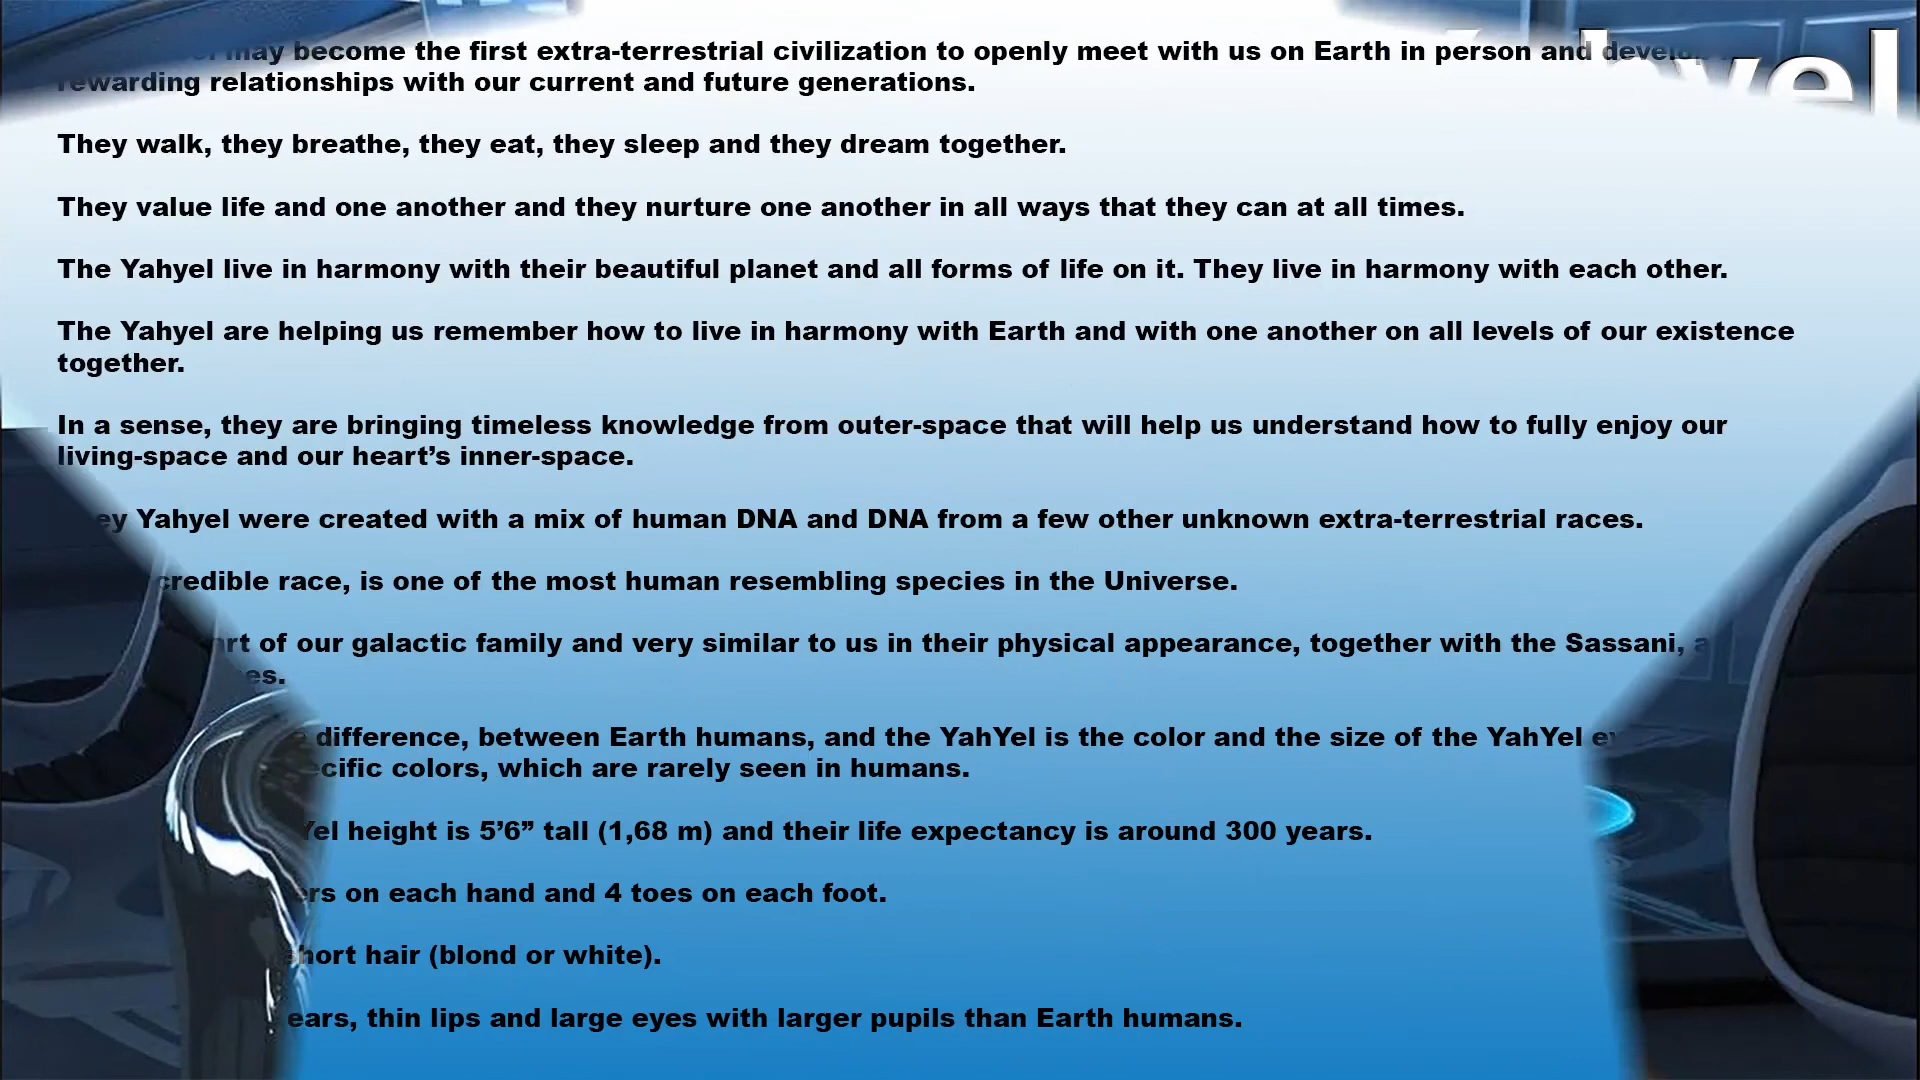 may become the first extra-terrestrial civilization to openly meet with us on Earth in person and
rewarding relationships with our current and future generations.
They walk, they breathe, they eat, they sleep and they dream together.
They value life and one another and they nurture one another in all ways that they can at all times.
The Yahyel live in harmony with their beautiful planet and all forms of life on it. They live in harmony with each other.
The Yahyel are helping us remember how to live in harmony with Earth and with one another on all levels of our existence
together.
In a sense, they are bringing timeless knowledge from outer-space that will help us understand how to fully enjoy our
living-space and our heart’s inner-space.
Yahyel were created with a mix of human DNA and DNA from a few other unknown extra-terrestrial races.
credible race, is one of the most human resembling species in the Universe.
of our galactic family and very similar to us in their physical appearance, together with the Sassani,
difference, between Earth humans, and the YahYel is the color and the size of the YahYel
colors, which are rarely seen in humans.
height is 5’6” tall (1,68 m) and their life expectancy is around 300 years.
on each hand and 4 toes on each foot.
short hair (blond or white).
ears, thin lips and large eyes with larger pupils than Earth humans.